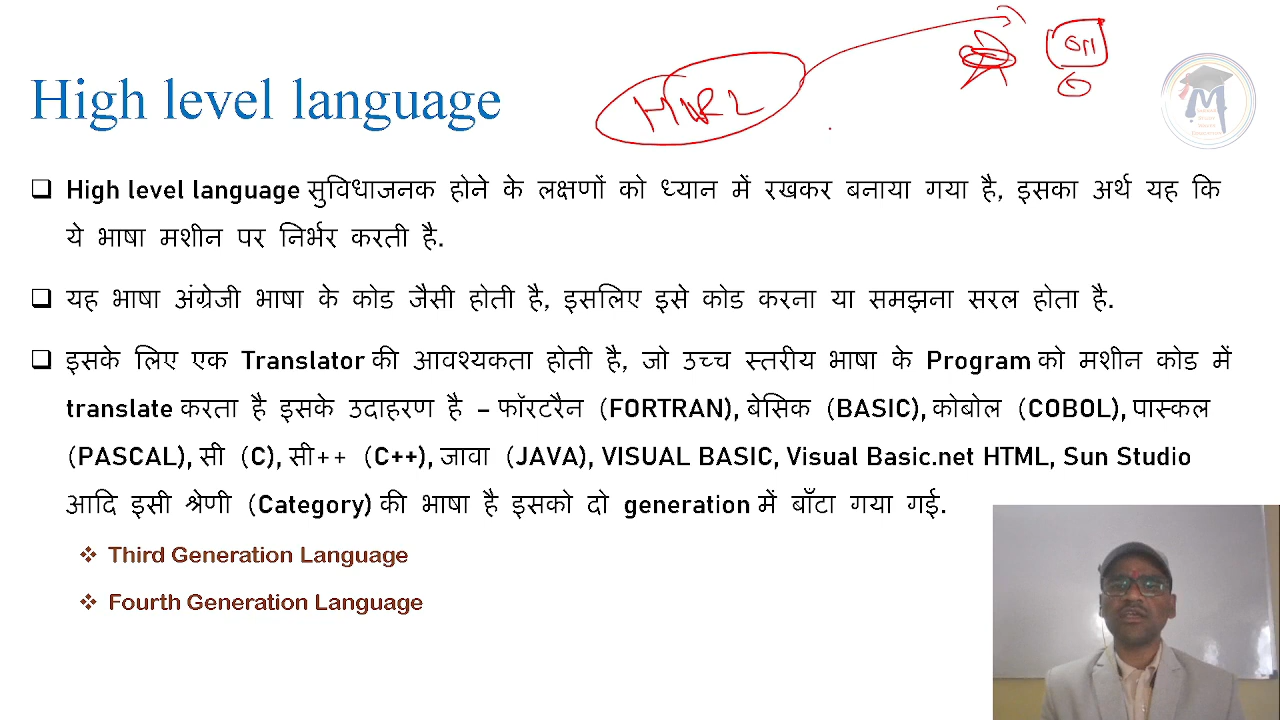 High level language
❑ High level language सुविधाजनक होने के लक्षणों को ध्यान में रखकर बनाया गया है, इसका अर्थ यह कि
ये भाषा मशीन पर निर्भर करती है.
❑ यह भाषा अंग्रेजी भाषा के कोड जैसी होती है, इसलिए इसे कोड करना या समझना सरल होता है.
❑ इसके लिए एक Translator की आवश्यकता होती है, जो उच्च स्तरीय भाषा के Program को मशीन कोड में
translate करता है इसके उदाहरण है – फॉरटरैन (FORTRAN), बेसिक (BASIC), कोबोल (COBOL), पास्कल
(PASCAL), सी (C), सी++ (C++), जावा (JAVA), VISUAL BASIC, Visual Basic.net HTML, Sun Studio
आदि इसी श्रेणी (Category) की भाषा है इसको दो generation में बाँटा गया गई.
❖ Third Generation Language
❖ Fourth Generation Language